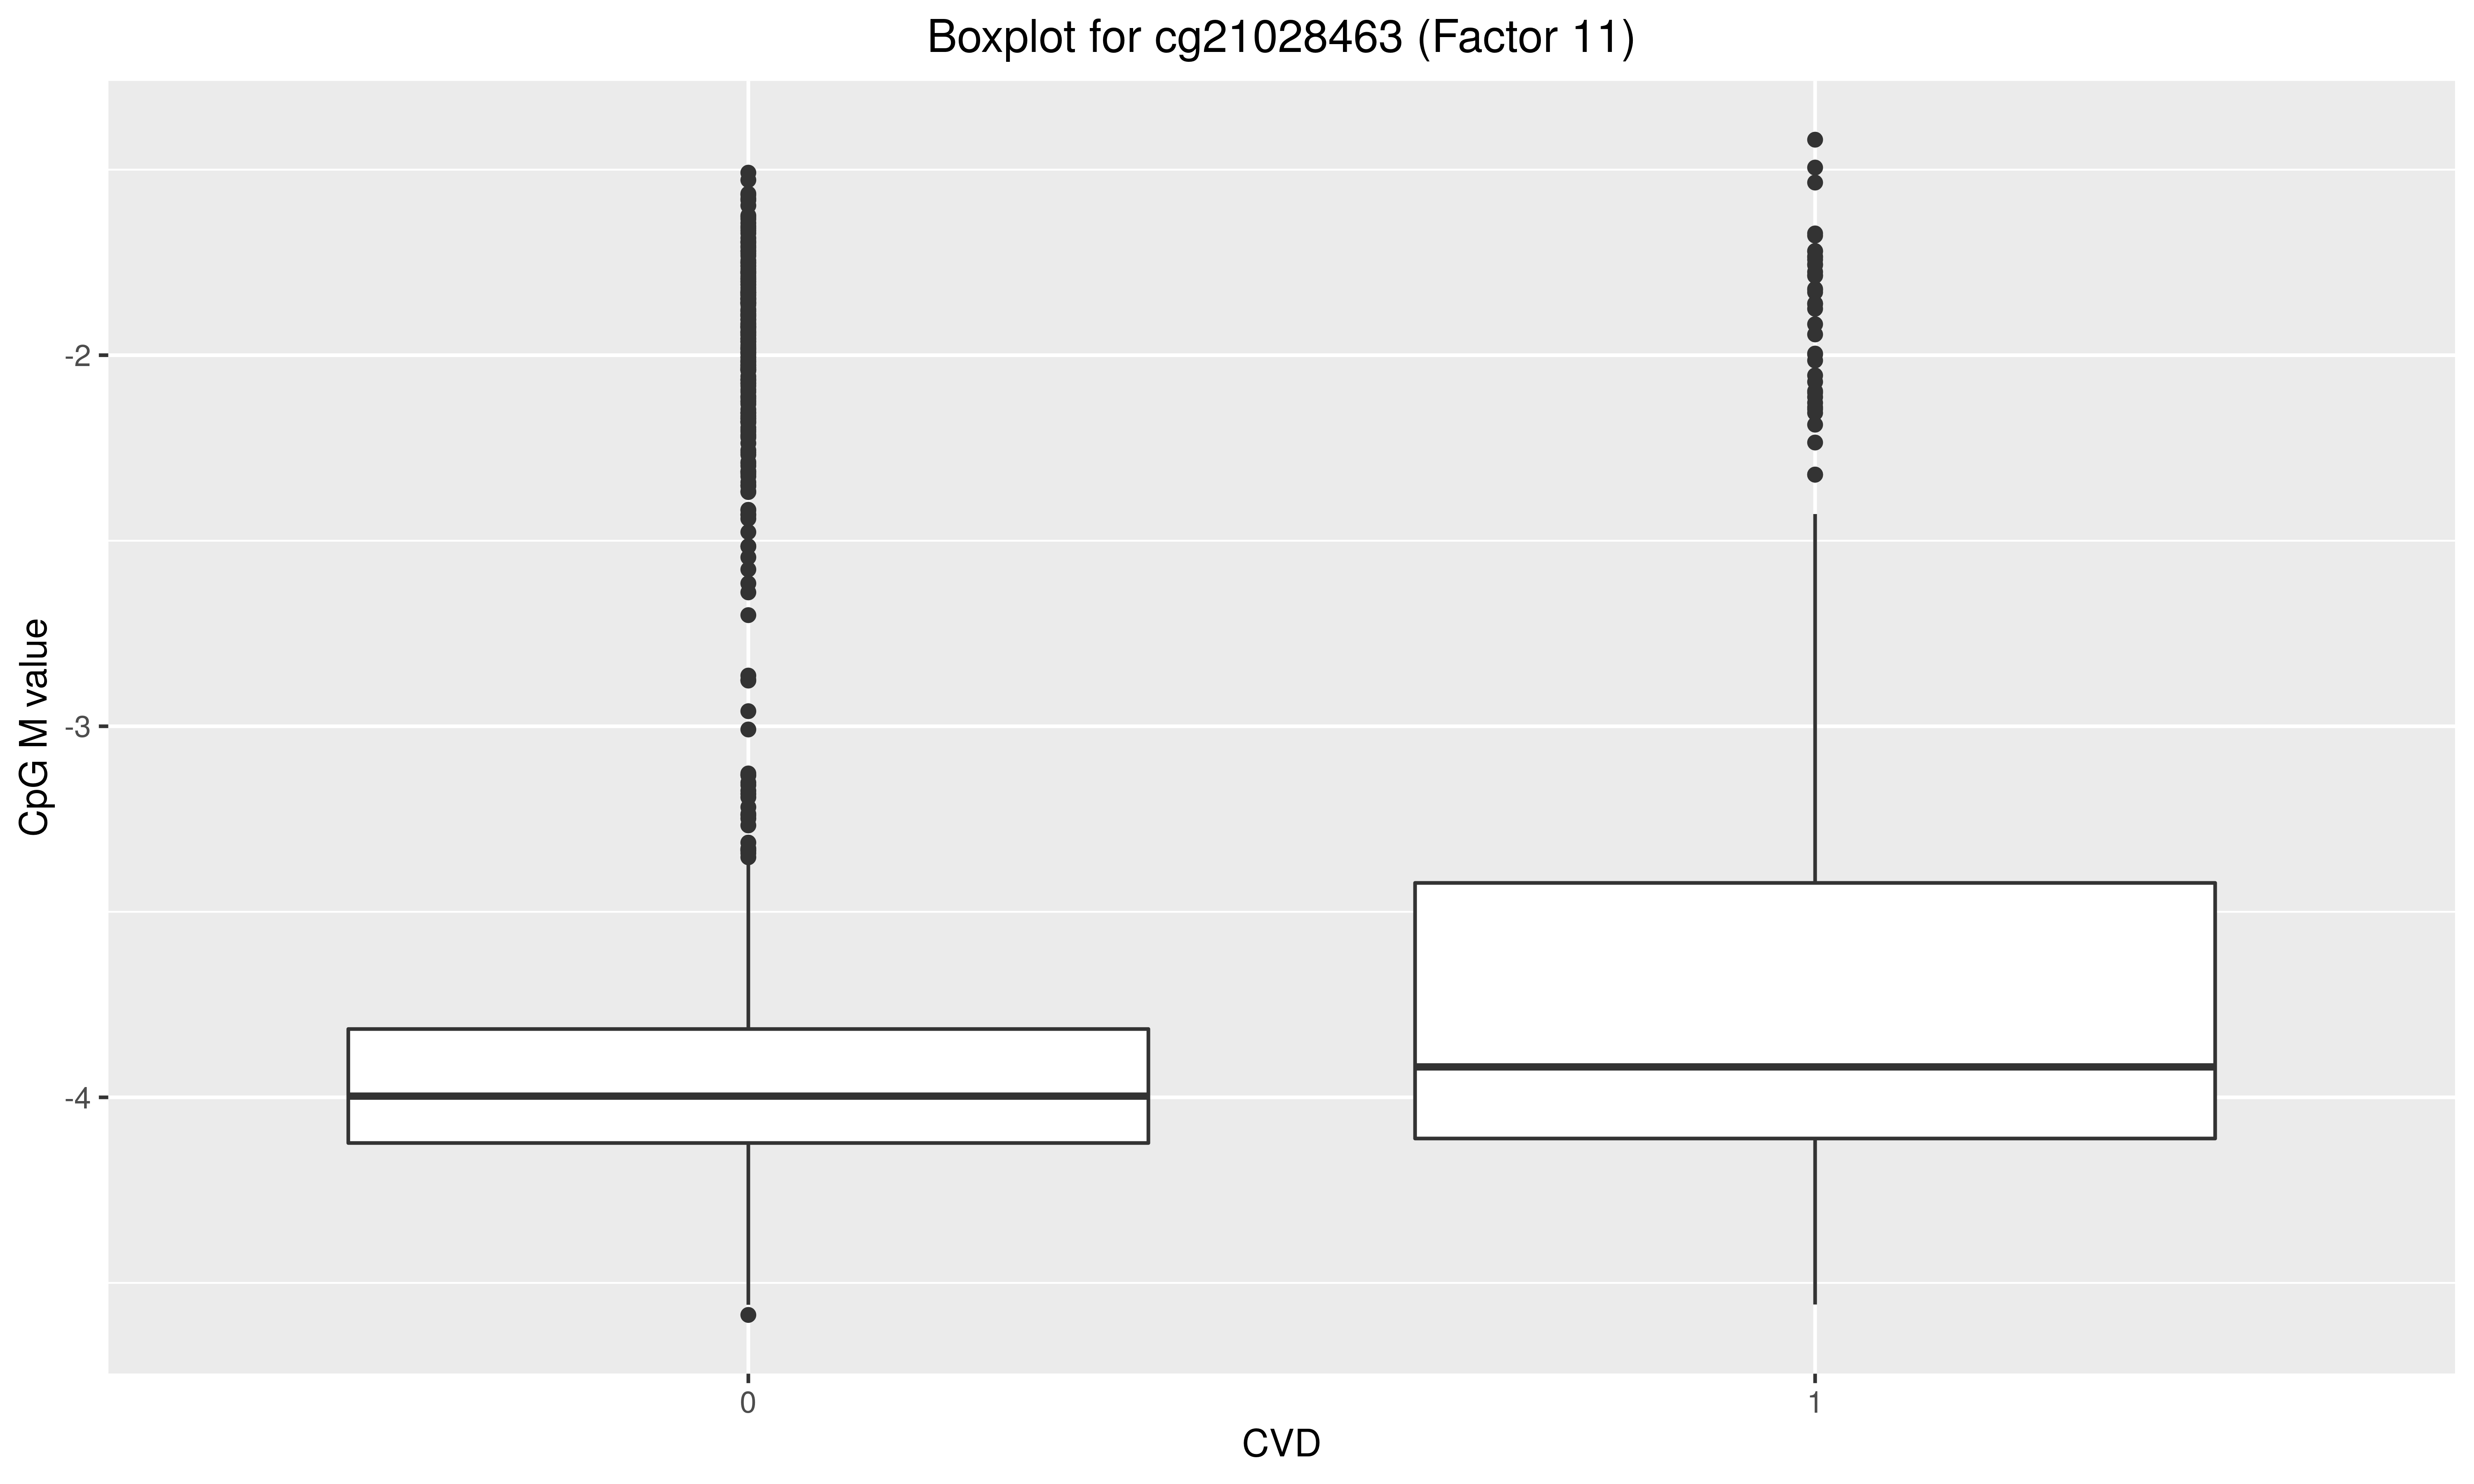 Boxplot for cg21028463 (Factor 11)
CpG M value
-2
-3
-4
0
1
CVD